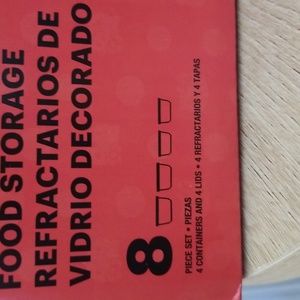 FOOD STORAGE
REFRACTARIOS DE
VIDRIO DECORADO
8
PIECE SET • PIEZAS
4 CONTAINERS AND 4 LIDS • 4 REFRACTARIOS Y 4 TAPAS